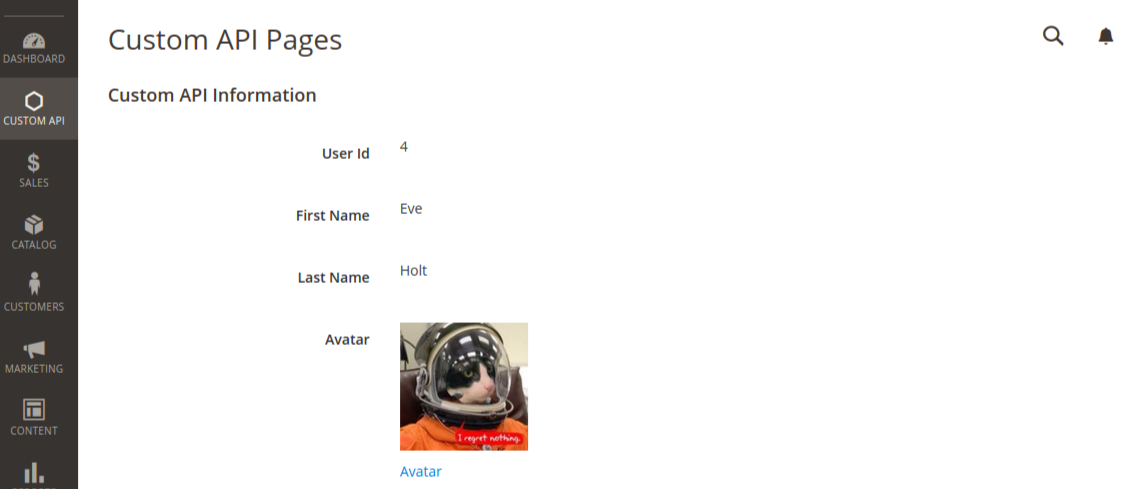 Custom API Pages
DASHBOARD
CUSTOM API
SALES
CATALOG
CUSTOMERS
MARKETING
CONTENT
Custom API Information
User Id 4
First Name Eve
Last Name Holt
Avatar
I regret nothing.
Avatar